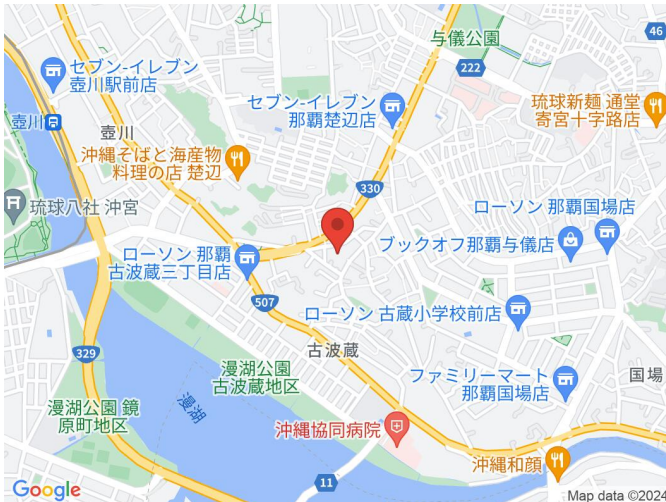 与儀公園
46
セブン-イレブン
壺川駅前店
222
セブン-イレブン
那覇楚辺店
琉球新麺 通堂
寄宮十字路店
壺川
壺川
沖縄そばと海産物
料理の店 楚辺
330
琉球八社 沖宮
ローソン 那覇国場店
ブックオフ那覇与儀店
ローソン 那覇
古波蔵三丁目店
507
ローソン 古蔵小学校前店
329
古波蔵
漫湖公園
古波蔵地区
ファミリーマート
那覇国場店
国場
漫湖公園 鏡
原町地区
漫湖
沖縄協同病院
沖縄和顔
11
Google
Map data ©2024